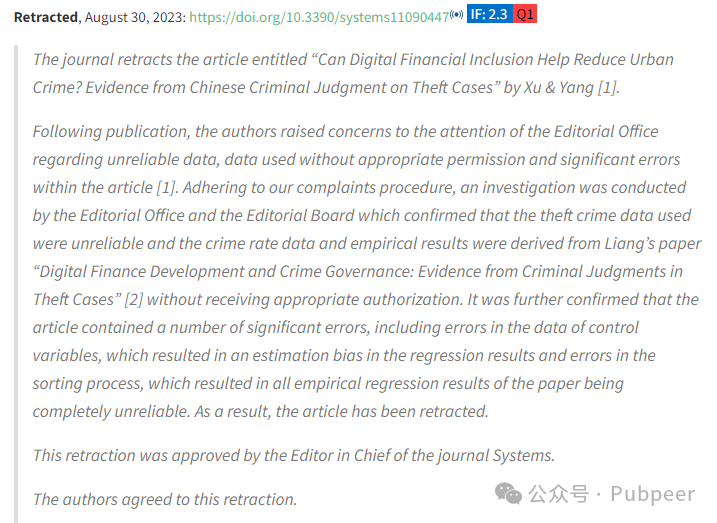 Retracted, August 30, 2023: https://doi.org/10.3390/systems11090447 IF: 2.3 Q1
The journal retracts the article entitled “Can Digital Financial Inclusion Help Reduce Urban
Crime? Evidence from Chinese Criminal Judgment on Theft Cases” by Xu & Yang [1].
Following publication, the authors raised concerns to the attention of the Editorial Office
regarding unreliable data, data used without appropriate permission and significant errors
within the article [1]. Adhering to our complaints procedure, an investigation was conducted
by the Editorial Office and the Editorial Board which confirmed that the theft crime data used
were unreliable and the crime rate data and empirical results were derived from Liang’s paper
“Digital Finance Development and Crime Governance: Evidence from Criminal Judgments in
Theft Cases” [2] without receiving appropriate authorization. It was further confirmed that the
article contained a number of significant errors, including errors in the data of control
variables, which resulted in an estimation bias in the regression results and errors in the
sorting process, which resulted in all empirical regression results of the paper being
completely unreliable. As a result, the article has been retracted.
This retraction was approved by the Editor in Chief of the journal Systems.
The authors agreed to this retraction.
公众号 · Pubpeer